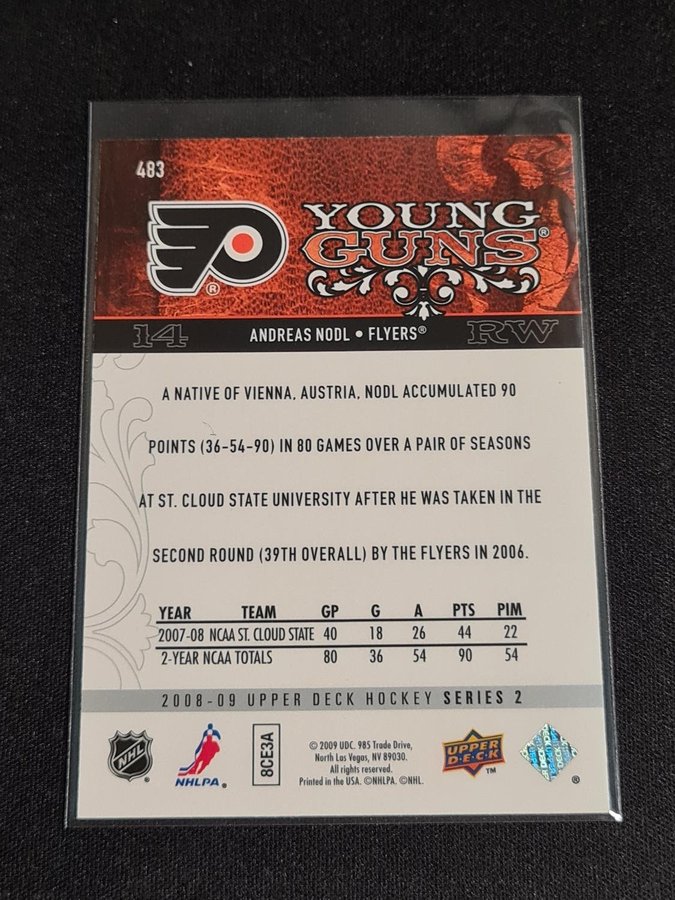 483
YOUNG
GUNS®
®
14 ANDREAS NODL • FLYERS® RW
A NATIVE OF VIENNA, AUSTRIA, NODL ACCUMULATED 90
POINTS (36-54-90) IN 80 GAMES OVER A PAIR OF SEASONS
AT ST. CLOUD STATE UNIVERSITY AFTER HE WAS TAKEN IN THE
SECOND ROUND (39TH OVERALL) BY THE FLYERS IN 2006.
YEAR TEAM GP G A PTS PIM
2007-08 NCAA ST. CLOUD STATE 40 18 26 44 22
2-YEAR NCAA TOTALS 80 36 54 90 54
2008-09 UPPER DECK HOCKEY SERIES 2
NHL ®
NHLPA™
8CE3A
© 2009 UDC. 985 Trade Drive,
North Las Vegas, NV 89030.
All rights reserved.
Printed in the USA. ©NHLPA. ©NHL.
UPPER
DECK
™
®